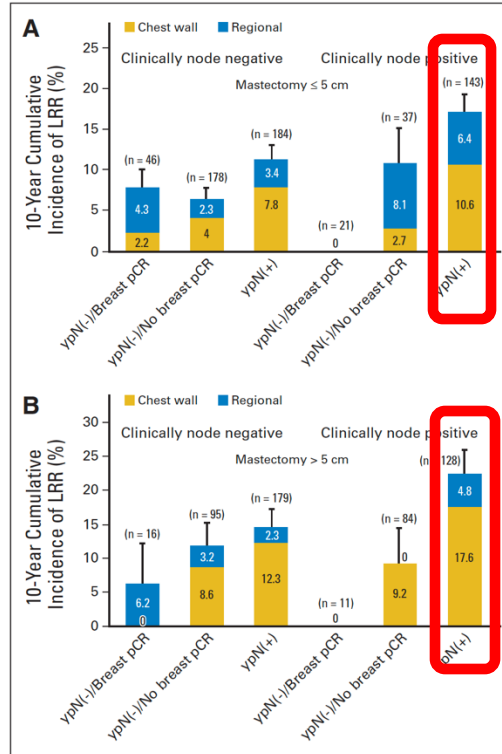 A
Chest wall Regional
Clinically node negative Clinically node positive
Mastectomy ≤ 5 cm
10-Year Cumulative
Incidence of LRR (%)
25
20
15
10
5
0
(n = 46)
4.3
2.2
(n = 178)
2.3
4
(n = 184)
3.4
7.8
(n = 21)
0
(n = 37)
8.1
2.7
(n = 143)
6.4
10.6
ypN(-)/Breast pCR
ypN(-)/No breast pCR
ypN(+)
ypN(-)/Breast pCR
ypN(-)/No breast pCR
ypN(+)
B
Chest wall Regional
Clinically node negative Clinically node positive
Mastectomy > 5 cm
10-Year Cumulative
Incidence of LRR (%)
30
25
20
15
10
5
0
(n = 16)
6.2
0
(n = 95)
3.2
8.6
(n = 179)
2.3
12.3
(n = 11)
0
(n = 84)
0
9.2
128)
4.8
17.6
ypN(-)/Breast pCR
ypN(-)/No breast pCR
ypN(+)
ypN(-)/Breast pCR
ypN(-)/No breast pCR
ypN(+)